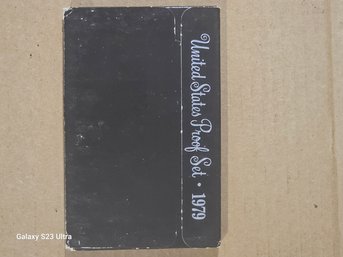 United States Proof Set • 1979
Galaxy S23 Ultra